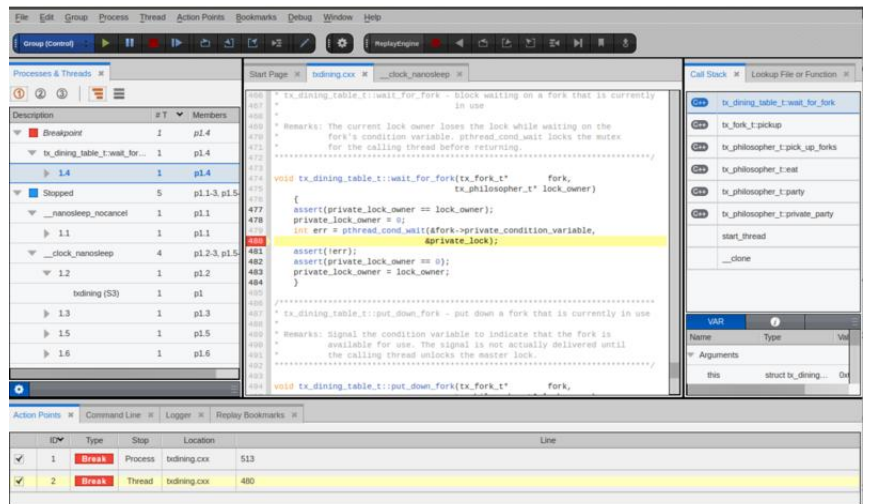 File Edit Group Process Thread Action Points Bookmarks Debug Window Help
Group (Control) ReplayEngine
Processes & Threads
Description #T Members
Breakpoint 1 p1.4
tx_dining_table_t::wait_for... 1 p1.4
1.4 1 p1.4
Stopped 5 p1.1-3, p1.5-
__nanosleep_nocancel 1 p1.1
1.1 1 p1.1
__clock_nanosleep 4 p1.2-3, p1.5-
1.2 1 p1.2
txdining (S3) 1 p1
1.3 1 p1.3
1.5 1 p1.5
1.6 1 p1.6
Start Page txdining.cxx __clock_nanosleep
466 * tx_dining_table_t::wait_for_fork - block waiting on a fork that is currently
467 * in use
468 *
469 * Remarks: The current lock owner loses the lock while waiting on the
470 * fork's condition variable. pthread_cond_wait locks the mutex
471 * for the calling thread before returning.
472 ***************************************************************************/
473
474 void tx_dining_table_t::wait_for_fork(tx_fork_t* fork,
475 tx_philosopher_t* lock_owner)
476 {
477 assert(private_lock_owner == lock_owner);
478 private_lock_owner = 0;
479 int err = pthread_cond_wait(&fork->private_condition_variable,
480 &private_lock);
481 assert(!err);
482 assert(private_lock_owner == 0);
483 private_lock_owner = lock_owner;
484 }
485
486 /***************************************************************************
487 * tx_dining_table_t::put_down_fork - put down a fork that is currently in use
488 *
489 * Remarks: Signal the condition variable to indicate that the fork is
490 * available for use. The signal is not actually delivered until
491 * the calling thread unlocks the master lock.
492 ***************************************************************************/
493
494 void tx_dining_table_t::put_down_fork(tx_fork_t* fork,
Call Stack Lookup File or Function
C++ tx_dining_table_t::wait_for_fork
C++ tx_fork_t::pickup
C++ tx_philosopher_t::pick_up_forks
C++ tx_philosopher_t::eat
C++ tx_philosopher_t::party
C++ tx_philosopher_t::private_party
start_thread
__clone
VAR
Name Type Val
Arguments
this struct tx_dining...
Action Points Command Line Logger Replay Bookmarks
ID Type Stop Location Line
1 Break Process txdining.cxx 513
2 Break Thread txdining.cxx 480